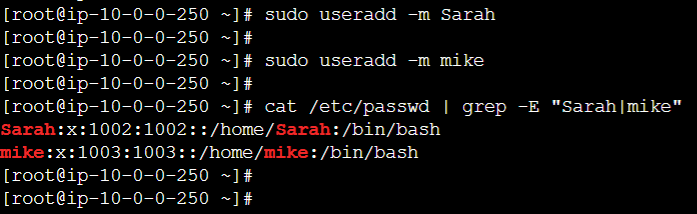 [root@ip-10-0-0-250 ~]# sudo useradd -m Sarah
[root@ip-10-0-0-250 ~]#
[root@ip-10-0-0-250 ~]# sudo useradd -m mike
[root@ip-10-0-0-250 ~]#
[root@ip-10-0-0-250 ~]# cat /etc/passwd | grep -E "Sarah|mike"
Sarah:x:1002:1002::/home/Sarah:/bin/bash
mike:x:1003:1003::/home/mike:/bin/bash
[root@ip-10-0-0-250 ~]#
[root@ip-10-0-0-250 ~]#